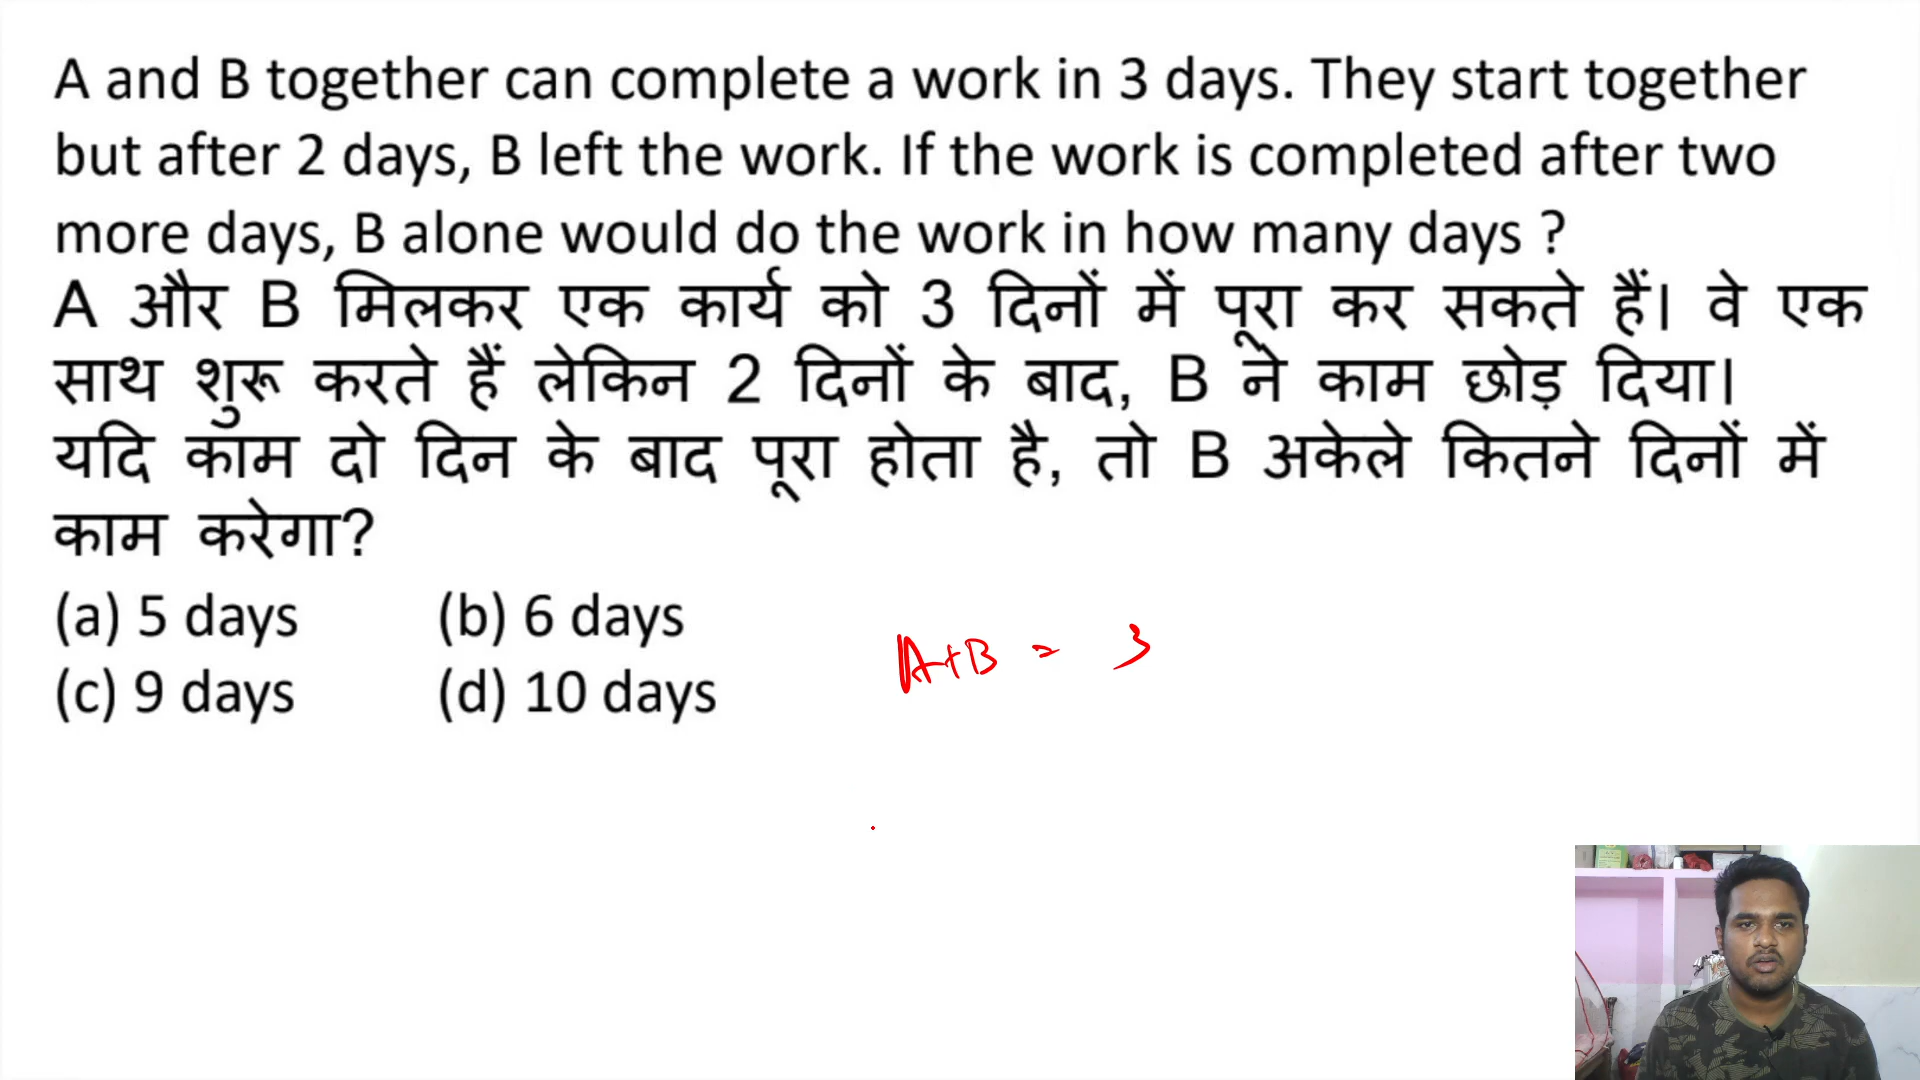 A and B together can complete a work in 3 days. They start together
but after 2 days, B left the work. If the work is completed after two
more days, B alone would do the work in how many days ?
A और B मिलकर एक कार्य को 3 दिनों में पूरा कर सकते हैं। वे एक
साथ शुरू करते हैं लेकिन 2 दिनों के बाद, B ने काम छोड़ दिया।
यदि काम दो दिन के बाद पूरा होता है, तो B अकेले कितने दिनों में
काम करेगा?
(a) 5 days (b) 6 days
(c) 9 days (d) 10 days
A+B = 3